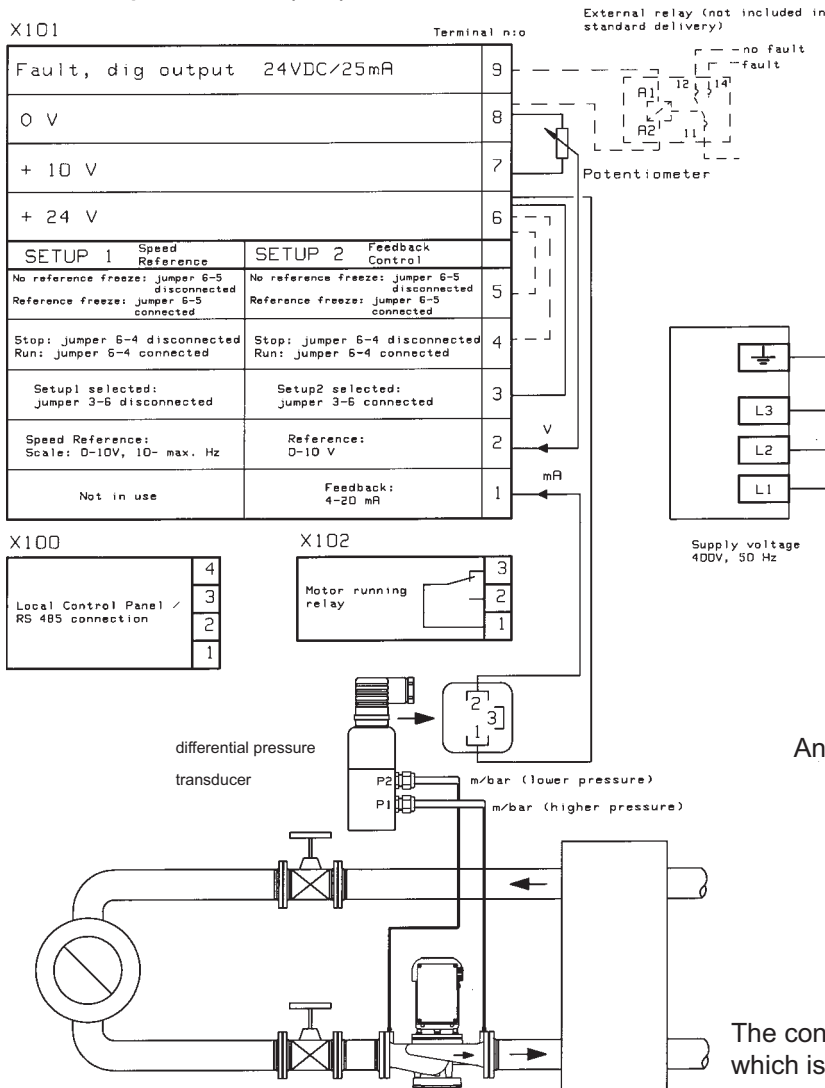 External relay (not included in
standard delivery)
X101
Terminal n:o
no fault
fault
Fault, dig output 24VDC/25mA
9
A1
12
14
A2
11
0 V
8
+ 10 V
7
Potentiometer
+ 24 V
6
SETUP 1 Speed
Reference
SETUP 2 Feedback
Control
No reference freeze: jumper 6-5
disconnected
Reference freeze: jumper 6-5
connected
No reference freeze: jumper 6-5
disconnected
Reference freeze: jumper 6-5
connected
5
Stop: jumper 6-4 disconnected
Run: jumper 6-4 connected
Stop: jumper 6-4 disconnected
Run: jumper 6-4 connected
4
Setup1 selected:
jumper 3-6 disconnected
Setup2 selected:
jumper 3-6 connected
3
Speed Reference:
Scale: 0-10V, 10- max. Hz
Reference:
0-10 V
2
V
Not in use
Feedback:
4-20 mA
1
mA
L3
L2
L1
Supply voltage
400V, 50 Hz
X100
Local Control Panel /
RS 485 connection
4
3
2
1
X102
Motor running
relay
3
2
1
2
3
1
differential pressure
transducer
An
P2
m/bar (lower pressure)
P1
m/bar (higher pressure)
The con
which is